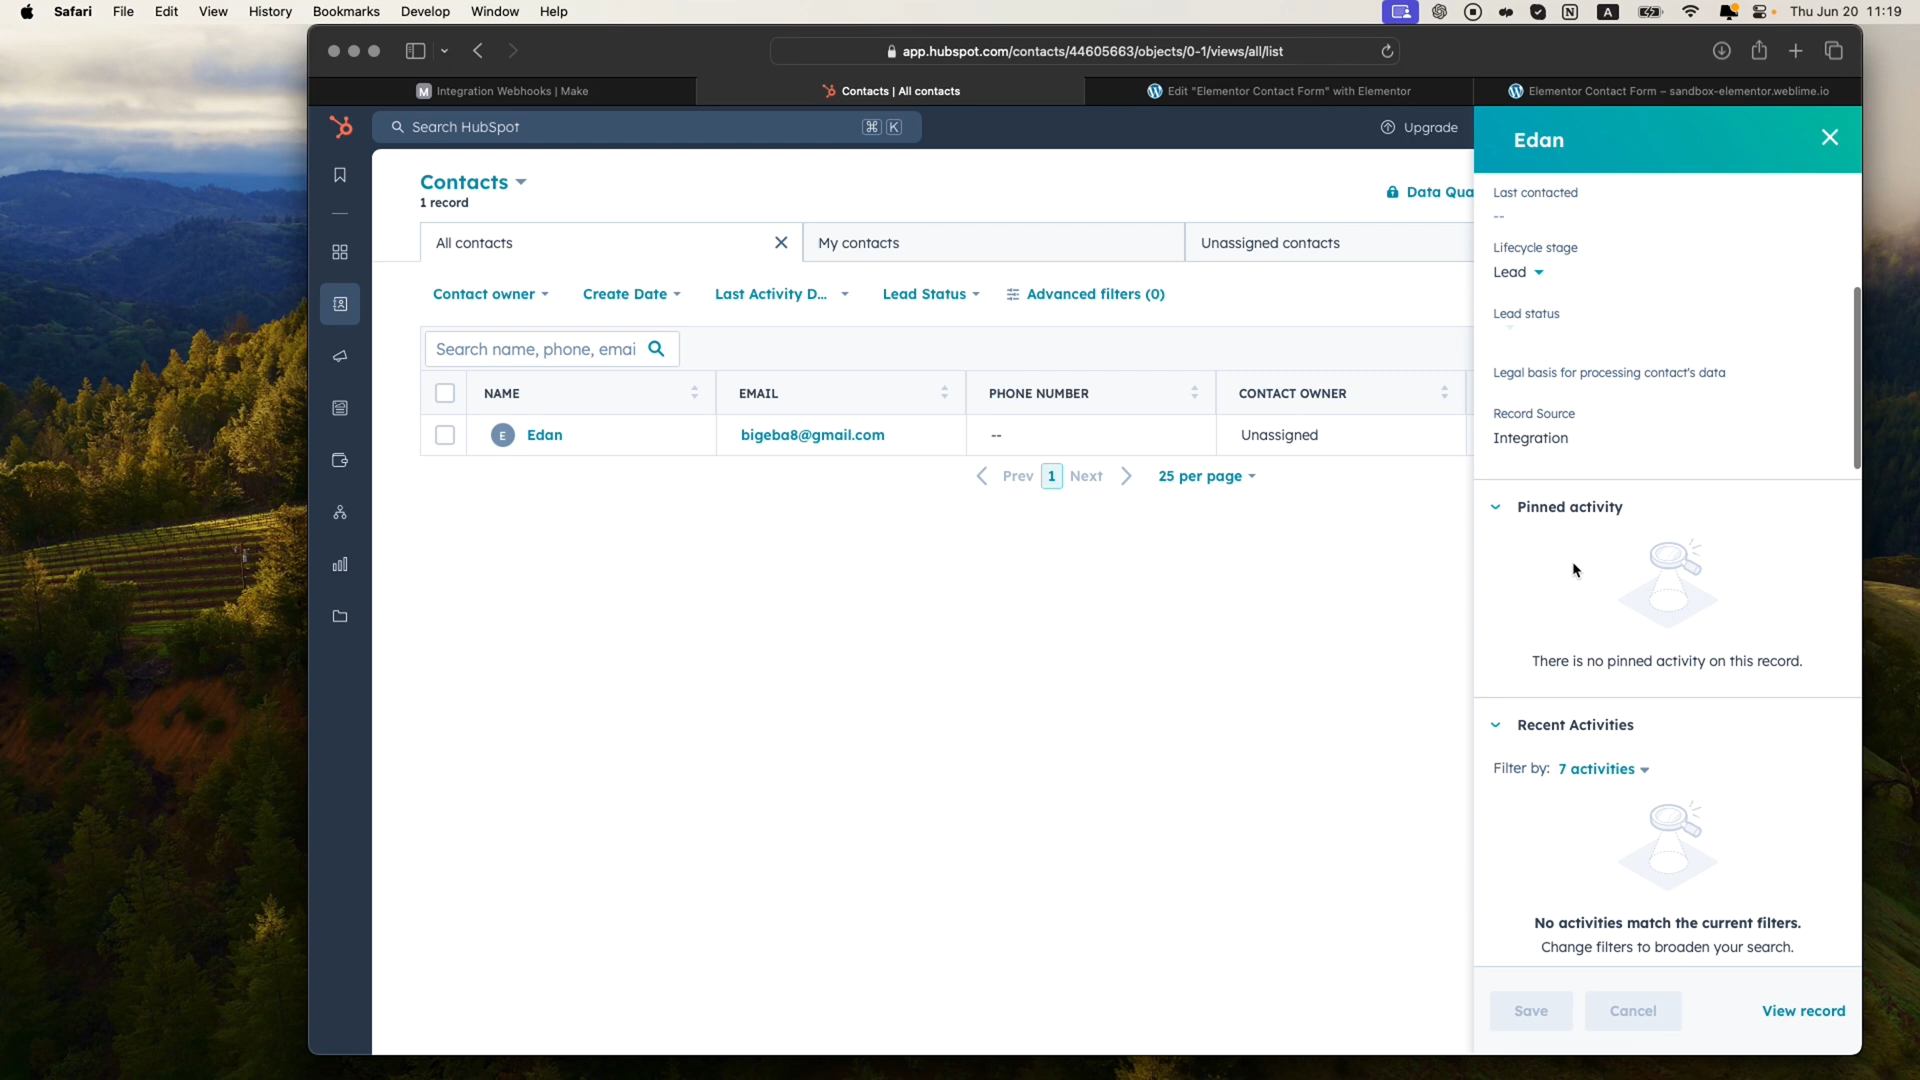 Safari File Edit View History Bookmarks Develop Window Help A Thu Jun 20 11:19
app.hubspot.com/contacts/44605663/objects/0-1/views/all/list
M Integration Webhooks | Make
Contacts | All contacts
Edit "Elementor Contact Form" with Elementor
Elementor Contact Form – sandbox-elementor.weblime.io
Search HubSpot ⌘ K
Upgrade
Contacts
1 record
Data Qua
All contacts
My contacts
Unassigned contacts
Contact owner
Create Date
Last Activity D...
Lead Status
Advanced filters (0)
Search name, phone, emai
NAME EMAIL PHONE NUMBER CONTACT OWNER
E Edan bigeba8@gmail.com -- Unassigned
Prev 1 Next 25 per page
Edan
Last contacted
--
Lifecycle stage
Lead
Lead status
Legal basis for processing contact's data
Record Source
Integration
Pinned activity
There is no pinned activity on this record.
Recent Activities
Filter by: 7 activities
No activities match the current filters.
Change filters to broaden your search.
Save Cancel View record